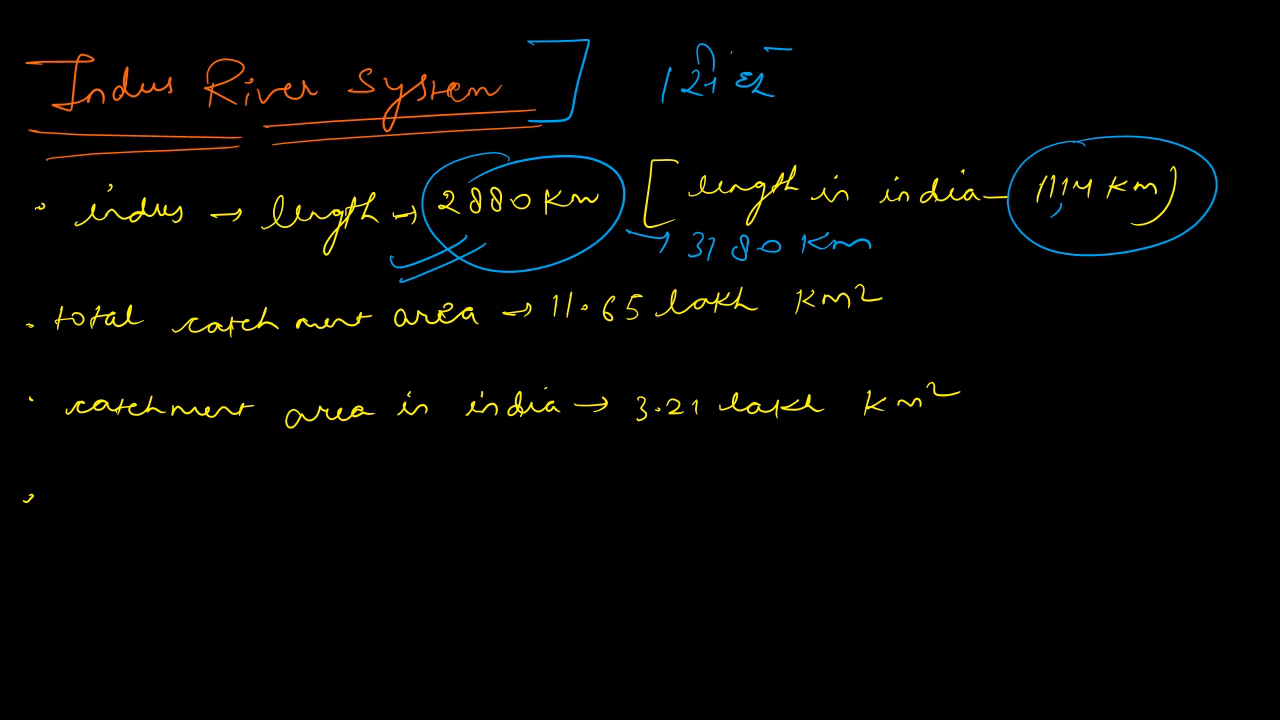 Indus River System
indus → length → 2880 Km [length in india - 1114 Km)
→ 3180 Km
• total catchment area → 11.65 lakh Km²
• catchment area in india → 3.21 lakh Km²